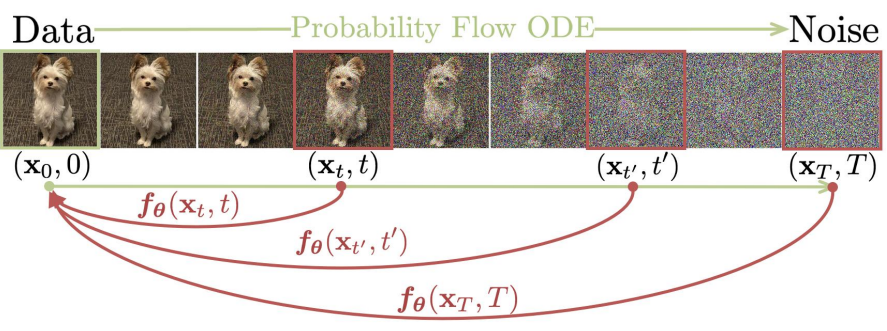 Data Probability Flow ODE Noise
(x₀, 0) (xₜ, t) (xₜ′, t′) (x_T, T)
f_θ(xₜ, t)
f_θ(xₜ′, t′)
f_θ(x_T, T)